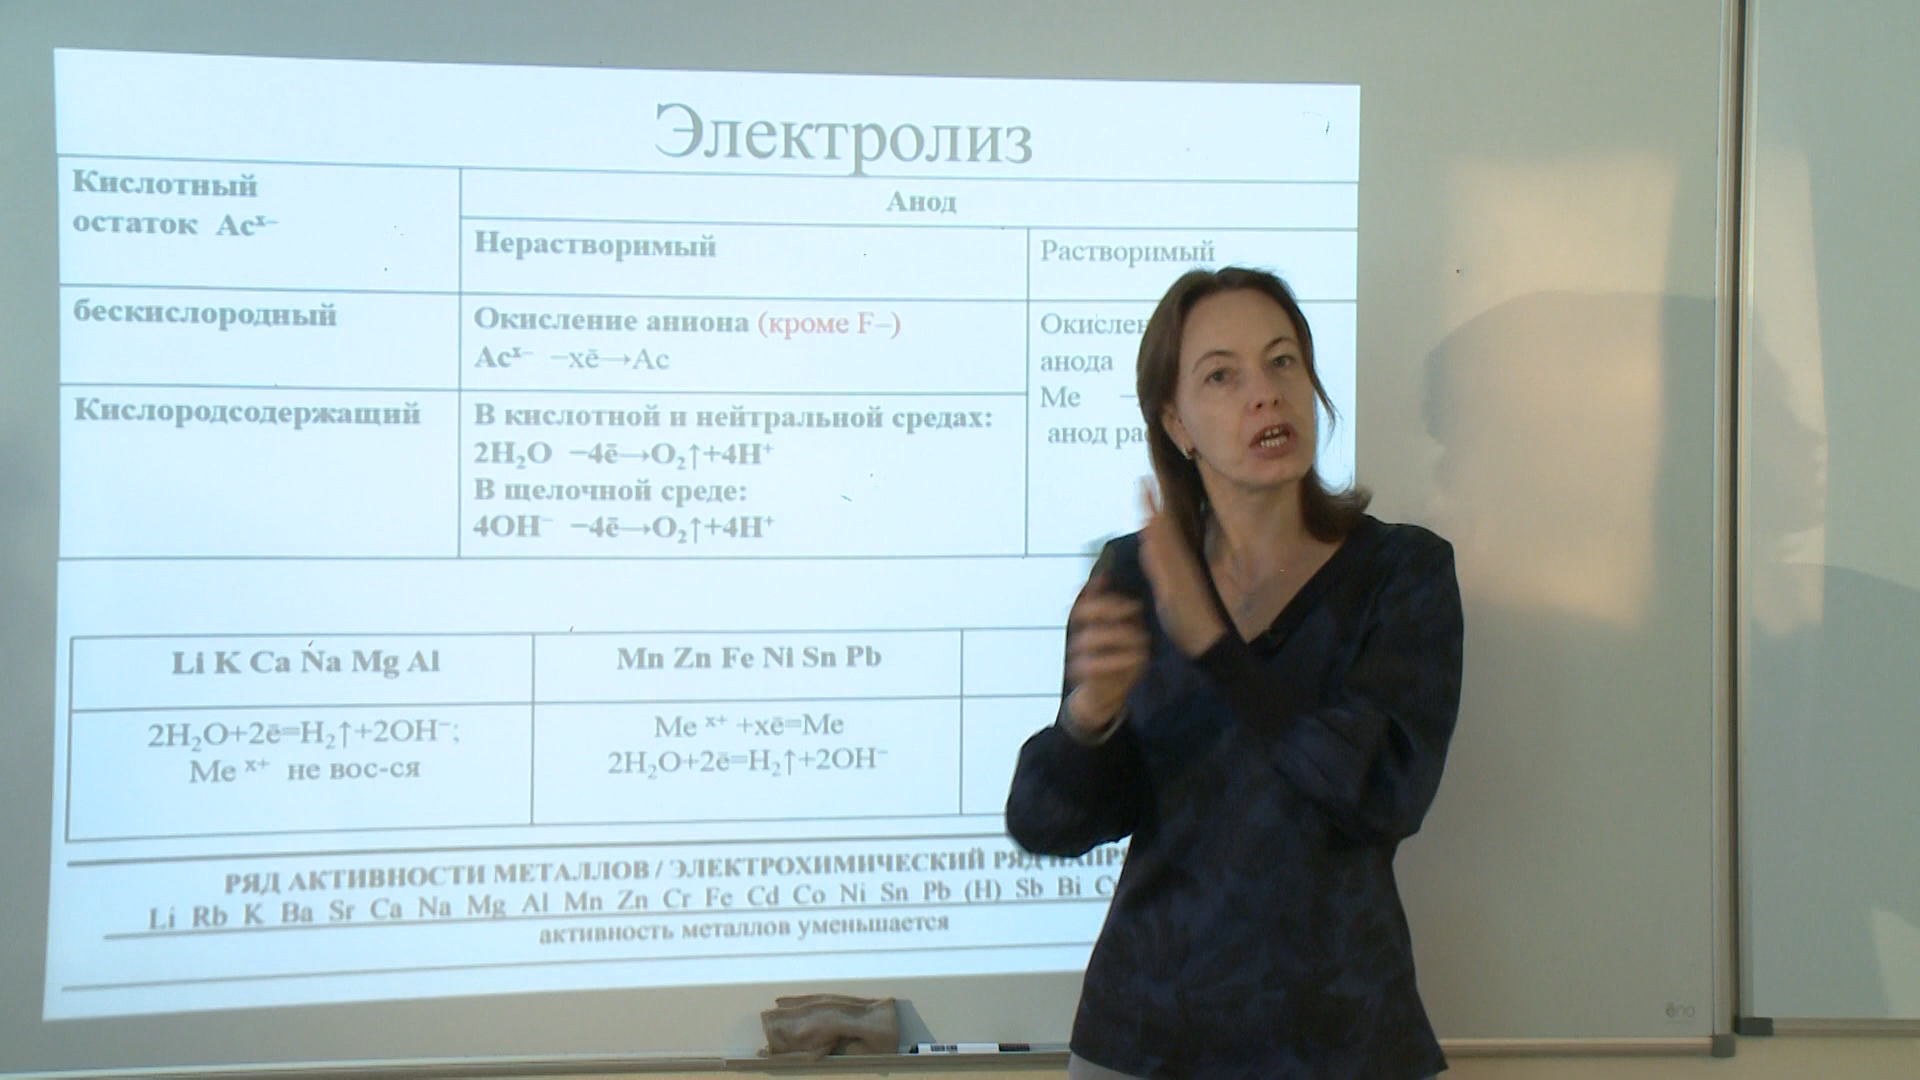 Электролиз
Кислотный
остаток Acˣ⁻
Анод
Нерастворимый
Растворимый
бескислородный
Окисление аниона (кроме F–)
Acˣ⁻ –xē→Ac
анода
Me
анод
Кислородсодержащий
В кислотной и нейтральной средах:
2H₂O –4ē→O₂↑+4H⁺
В щелочной среде:
4OH⁻ –4ē→O₂↑+4H⁺
Li K Ca Na Mg Al
Mn Zn Fe Ni Sn Pb
2H₂O+2ē=H₂↑+2OH⁻;
Me ˣ⁺ не вос-ся
Me ˣ⁺ +xē=Me
2H₂O+2ē=H₂↑+2OH⁻
РЯД АКТИВНОСТИ МЕТАЛЛОВ / ЭЛЕКТРОХИМИЧЕСКИЙ РЯД
Li Rb K Ba Sr Ca Na Mg Al Mn Zn Cr Fe Cd Co Ni Sn Pb (H) Sb Bi
активность металлов уменьшается
ēno